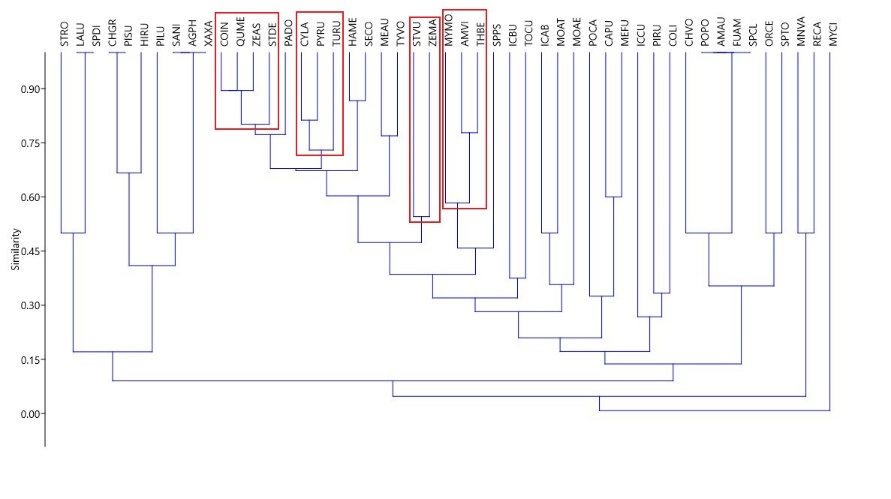 STRO
LALU
SPDI
CHGR
PISU
HIRU
PILU
SANI
AGPH
XAXA
COIN
QUME
ZEAS
STDE
PADO
CYLA
PYRU
TURU
HAME
SECO
MEAU
TYVO
STVU
ZEMA
MYMO
AMVI
THBE
SPPS
ICBU
TOCU
ICAB
MOAT
MOAE
POCA
CAPU
MEFU
ICCU
PIRU
COLI
CHVO
POPO
AMAU
FUAM
SPCL
ORCE
SPTO
MNVA
RECA
MYCI
0.90
0.75
0.60
0.45
0.30
0.15
0.00
Similarity